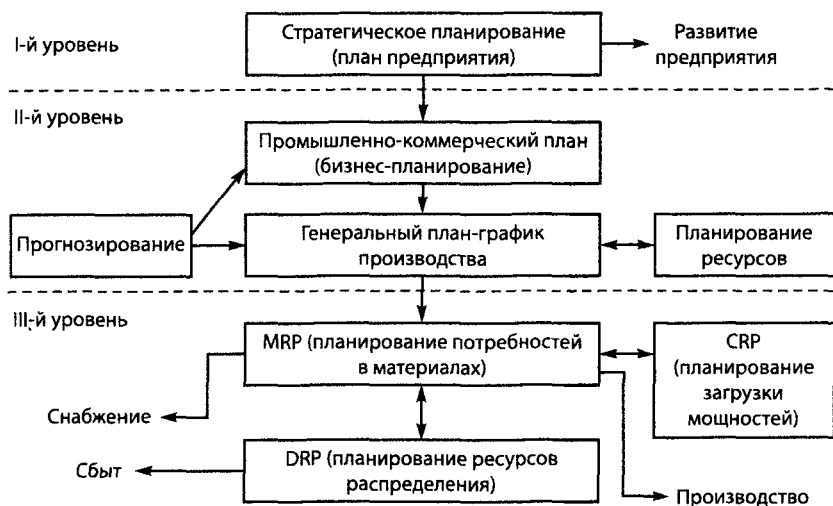 I-й уровень
Стратегическое планирование
(план предприятия)
Развитие
предприятия
II-й уровень
Промышленно-коммерческий план
(бизнес-планирование)
Прогнозирование
Генеральный план-график
производства
Планирование
ресурсов
III-й уровень
MRP (планирование потребностей
в материалах)
CRP
(планирование
загрузки
мощностей)
Снабжение
Сбыт
DRP (планирование ресурсов
распределения)
Производство